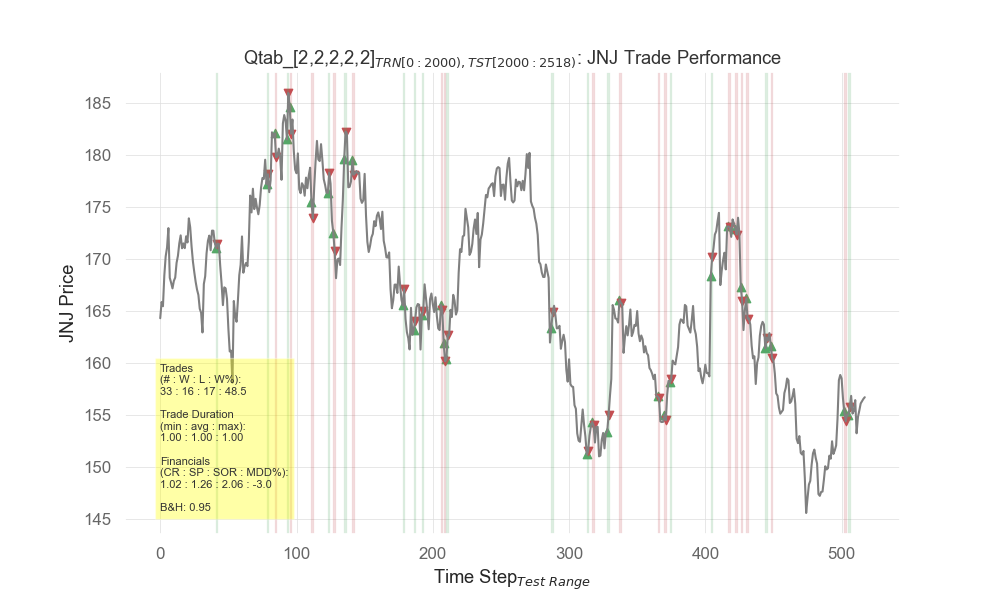 Qtab_[2,2,2,2,2]TRN[0:2000),TST[2000:2518): JNJ Trade Performance
185
180
175
170
165
160
155
150
145
JNJ Price
Trades
(# : W : L : W%):
33 : 16 : 17 : 48.5
Trade Duration
(min : avg : max):
1.00 : 1.00 : 1.00
Financials
(CR : SP : SOR : MDD%):
1.02 : 1.26 : 2.06 : -3.0
B&H: 0.95
0 100 200 300 400 500
Time StepTest Range